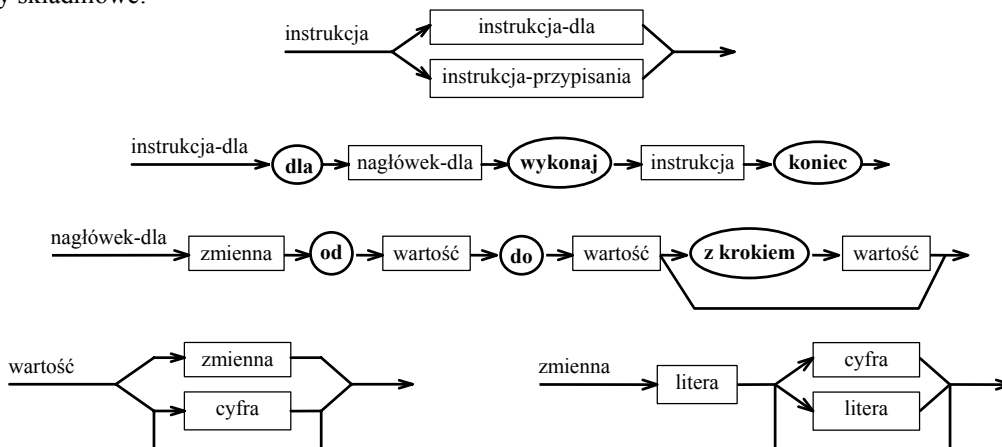 y składniowe:
instrukcja
instrukcja-dla
instrukcja-przypisania
instrukcja-dla
dla nagłówek-dla wykonaj instrukcja koniec
nagłówek-dla
zmienna od wartość do wartość z krokiem wartość
wartość
zmienna
cyfra
zmienna
litera
cyfra
litera